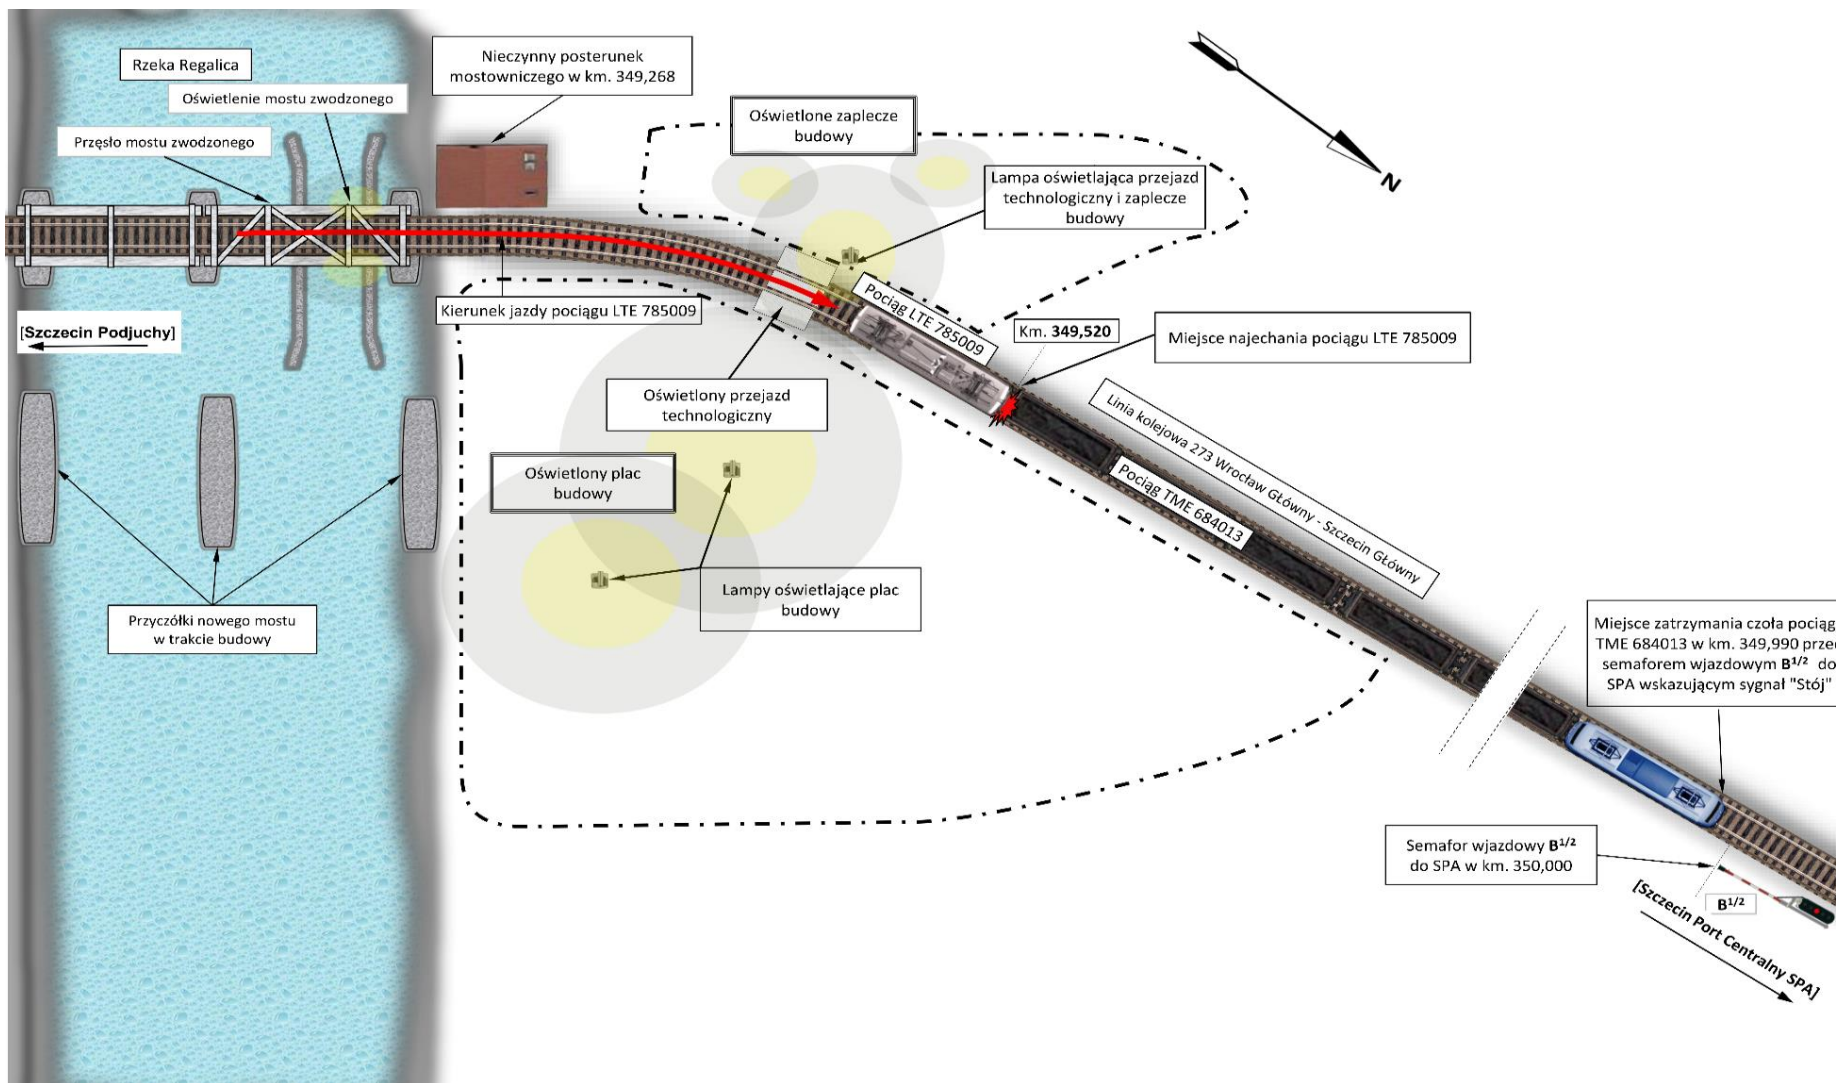 Rzeka Regalica
Oświetlenie mostu zwodzonego
Przęsło mostu zwodzonego
Nieczynny posterunek
mostowniczego w km. 349,268
Oświetlone zaplecze
budowy
Lampa oświetlająca przejazd
technologiczny i zaplecze
budowy
N
[Szczecin Podjuchy]
Kierunek jazdy pociągu LTE 785009
Pociąg LTE 785009
Km. 349,520
Miejsce najechania pociągu LTE 785009
Oświetlony przejazd
technologiczny
Linia kolejowa 273 Wrocław GŁówny - Szczecin GŁówny
Pociąg TME 684013
Oświetlony plac
budowy
Lampy oświetlające plac
budowy
Przyczółki nowego mostu
w trakcie budowy
Miejsce zatrzymania czoła pociąg
TME 684013 w km. 349,990 prze
semaforem wjazdowym B1/2 do
SPA wskazującym sygnał "Stój"
Semafor wjazdowy B1/2
do SPA w km. 350,000
B1/2
[Szczecin Port Centralny SPA]